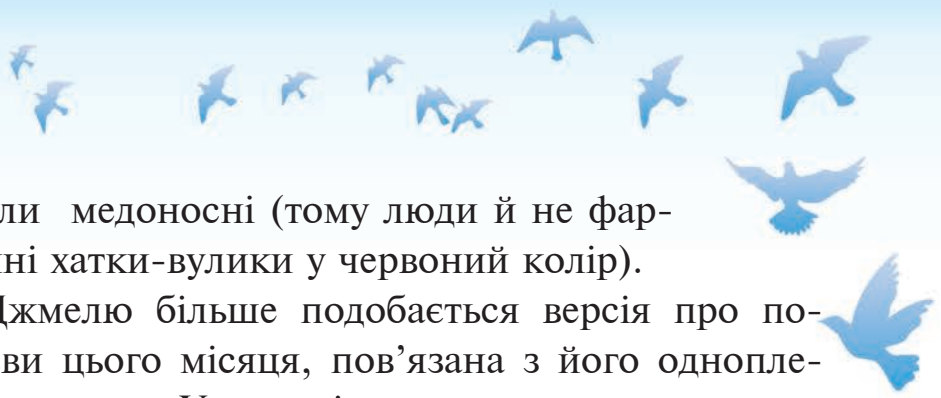 ли медоносні (тому люди й не фар-
ні хатки-вулики у червоний колір).
Джмелю більше подобається версія про по-
ви цього місяця, пов’язана з його однопле-